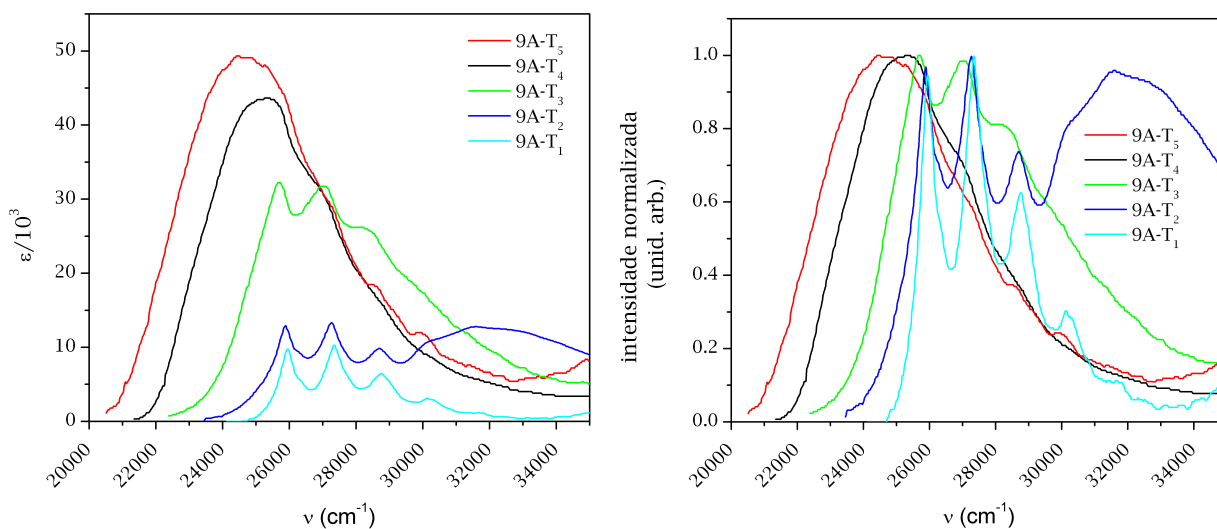 9A-T5
9A-T4
9A-T3
9A-T2
9A-T1
50
40
30
20
10
0
ε/10³
20000
22000
24000
26000
28000
30000
32000
34000
ν (cm⁻¹)
1.0
0.8
0.6
0.4
0.2
0.0
intensidade normalizada
(unid. arb.)
9A-T5
9A-T4
9A-T3
9A-T2
9A-T1
20000
22000
24000
26000
28000
30000
32000
34000
ν (cm⁻¹)